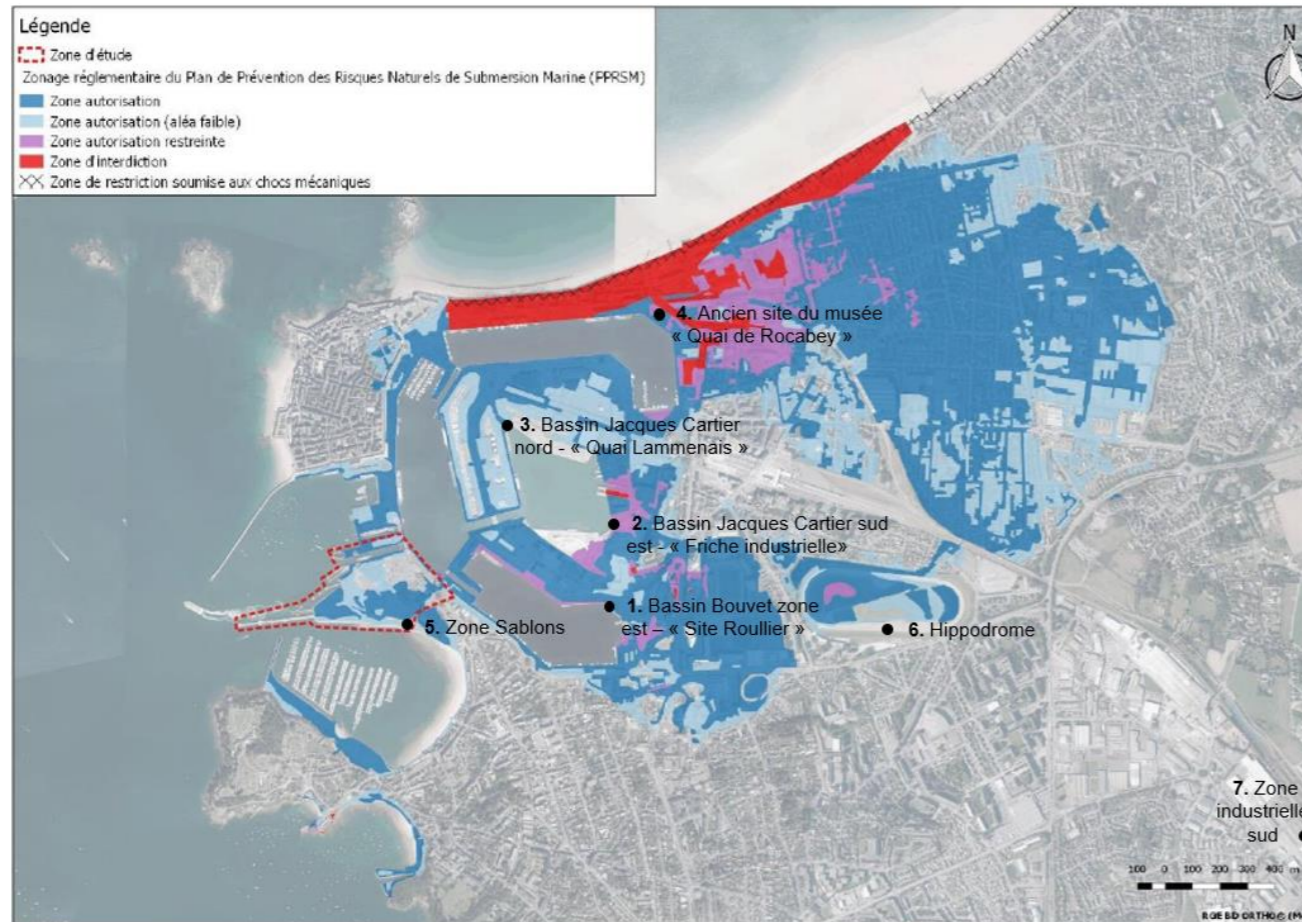 Légende
Zone d'étude
Zonage réglementaire du Plan de Prévention des Risques Naturels de Submersion Marine (PPRSM)
Zone autorisation
Zone autorisation (aléa faible)
Zone autorisation restreinte
Zone d'interdiction
Zone de restriction soumise aux chocs mécaniques
N
4. Ancien site du musée
« Quai de Rocabey »
3. Bassin Jacques Cartier
nord - « Quai Lammenais »
2. Bassin Jacques Cartier sud
est - « Friche industrielle»
1. Bassin Bouvet zone
est – « Site Roullier »
5. Zone Sablons
6. Hippodrome
7. Zone
industrielle
sud
100 0 100 200 300 400 m
RGE BD ORTHO©